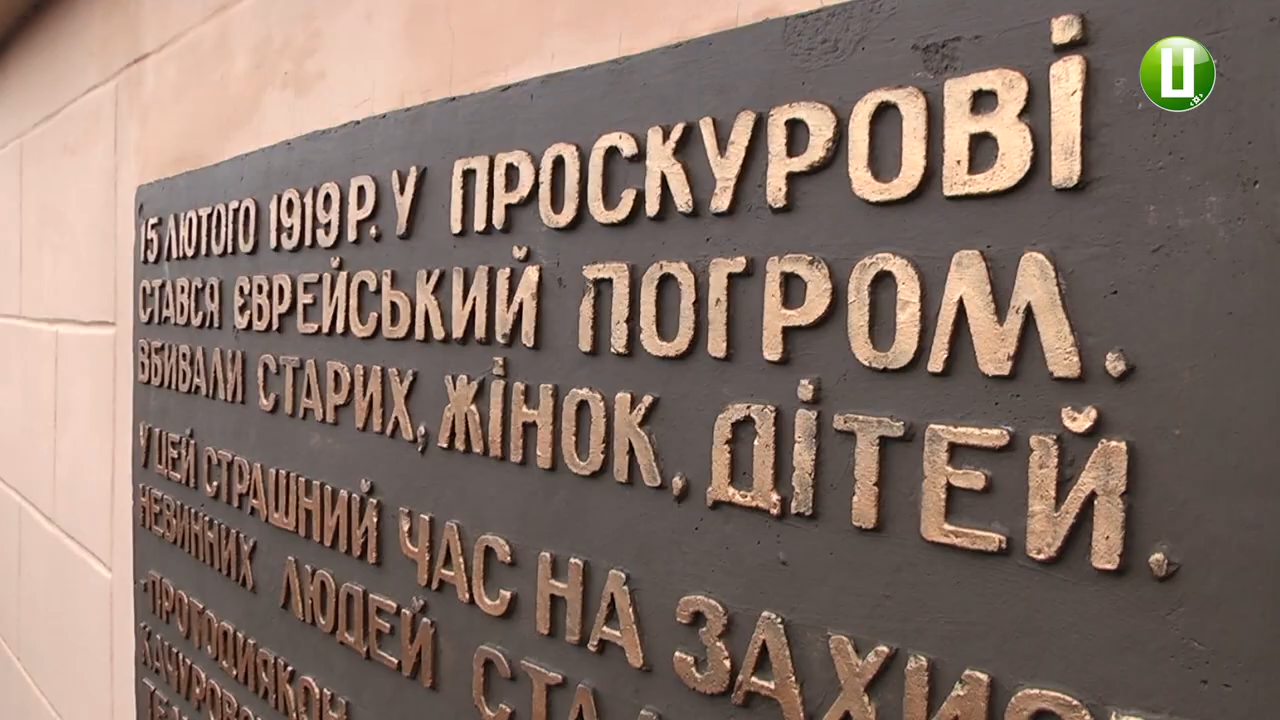 15 ЛЮТОГО 1919 Р. У ПРОСКУРОВІ
СТАВСЯ ЄВРЕЙСЬКИЙ ПОГРОМ.
ВБИВАЛИ СТАРИХ, ЖІНОК, ДІТЕЙ.
У ЦЕЙ СТРАШНИЙ ЧАС НА ЗАХИСТ
НЕВИННИХ ЛЮДЕЙ СТАЛИ
ПРОТОДИЯКОН
Ц